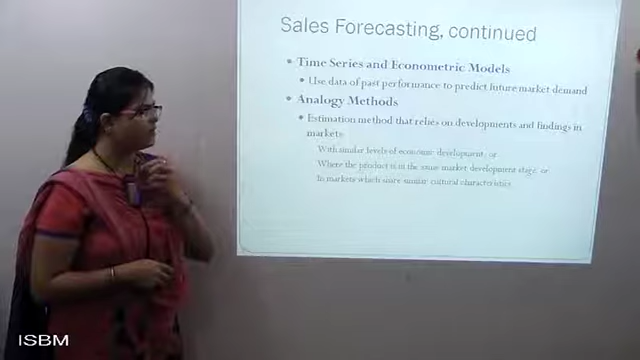 Sales Forecasting, continued
• Time Series and Econometric Models
• Use data of past performance to predict future market demand
• Analogy Methods
• Estimation method that relies on developments and findings in
markets:
With similar levels of economic development, or
Where the product is in the same market development stage, or
In markets which share similar cultural characteristics
ISBM